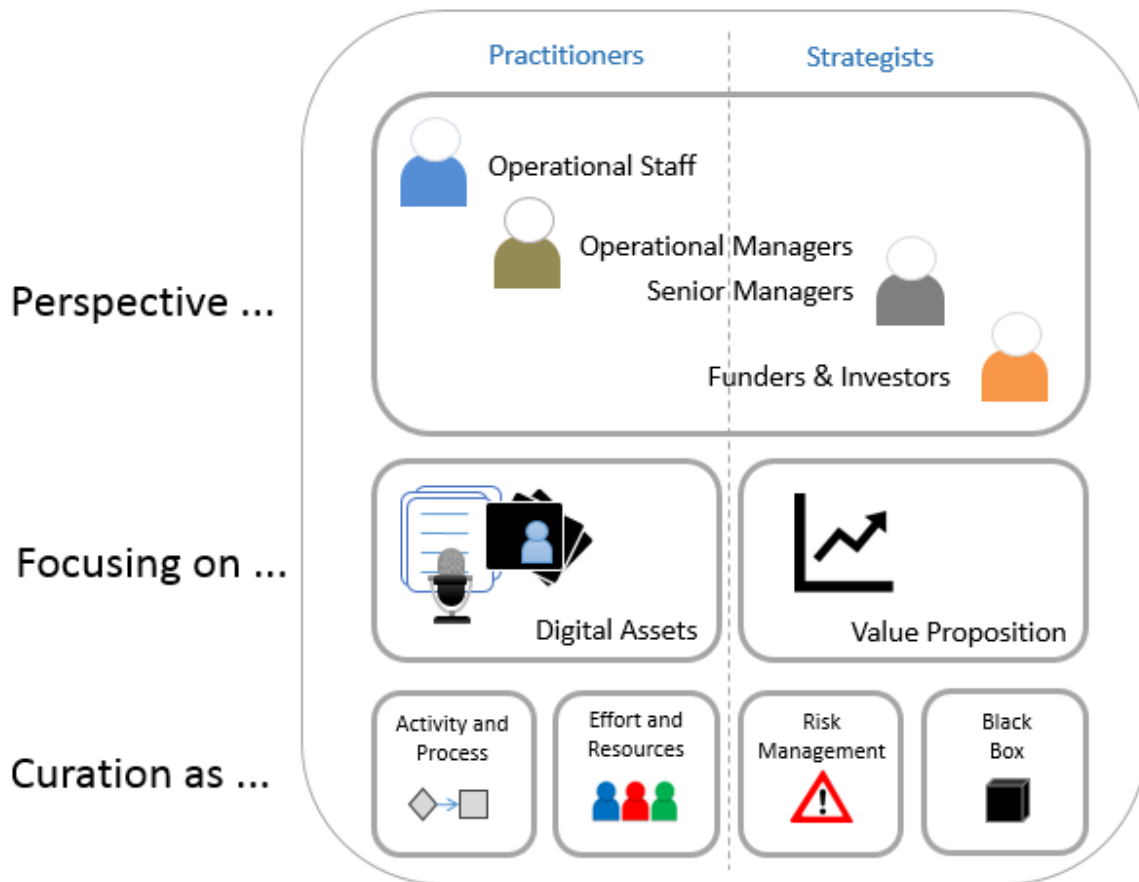 Practitioners
Strategists
Perspective ...
Operational Staff
Operational Managers
Senior Managers
Funders & Investors
Focusing on ...
Digital Assets
Value Proposition
Curation as ...
Activity and
Process
Effort and
Resources
Risk
Management
Black
Box